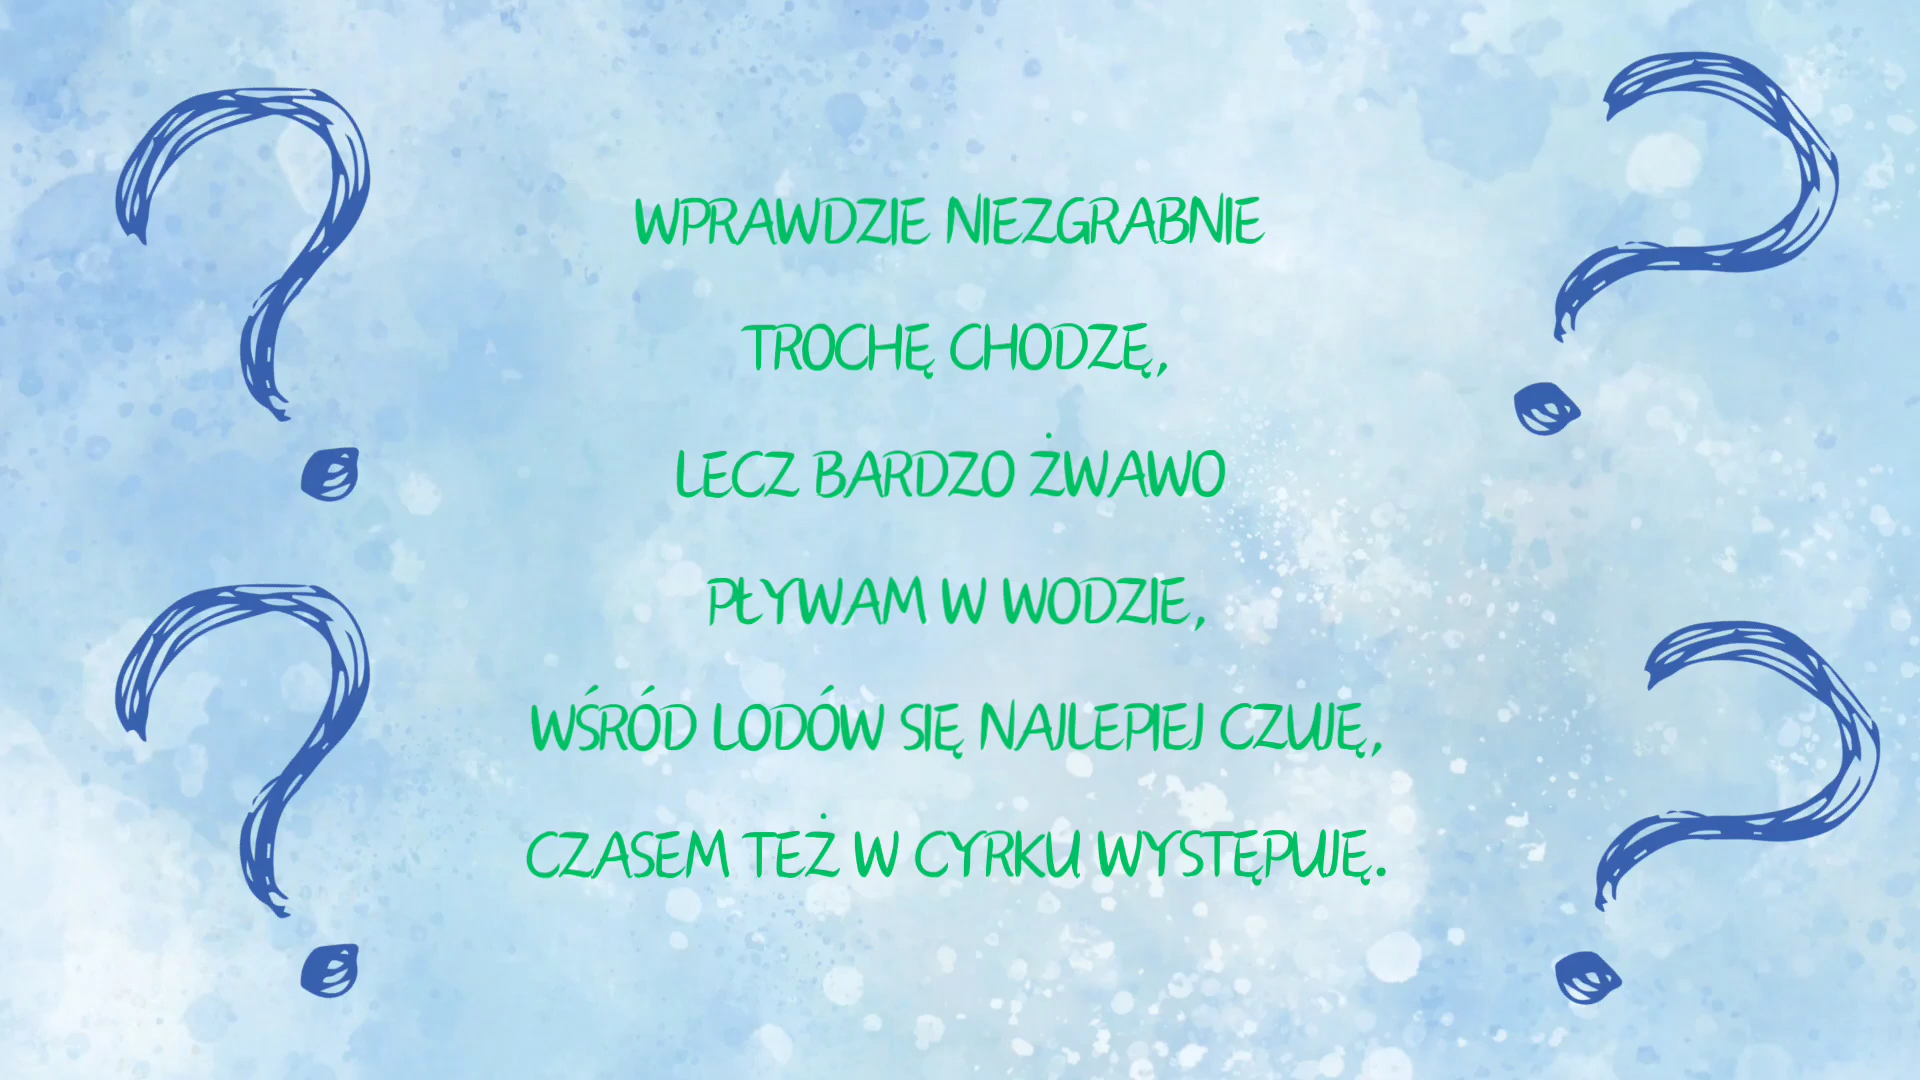 WPRAWDZIE NIEZGRABNIE
TROCHĘ CHODZĘ,
LECZ BARDZO ŻWAWO
PŁYWAM W WODZIE,
WŚRÓD LODÓW SIĘ NAJLEPIEJ CZUJĘ,
CZASEM TEŻ W CYRKU WYSTĘPUJĘ.